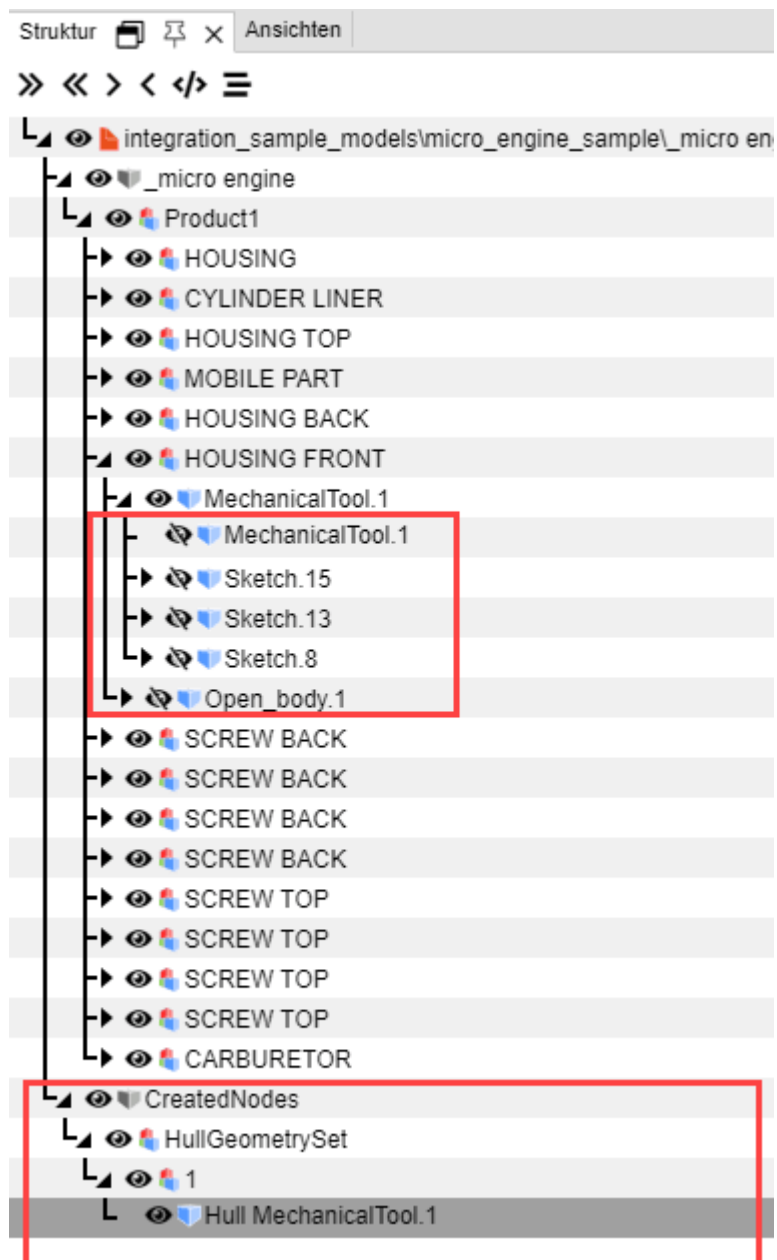 Struktur Ansichten
integration_sample_models\micro_engine_sample\_micro en
_micro engine
Product1
HOUSING
CYLINDER LINER
HOUSING TOP
MOBILE PART
HOUSING BACK
HOUSING FRONT
MechanicalTool.1
MechanicalTool.1
Sketch.15
Sketch.13
Sketch.8
Open_body.1
SCREW BACK
SCREW BACK
SCREW BACK
SCREW BACK
SCREW TOP
SCREW TOP
SCREW TOP
SCREW TOP
CARBURETOR
CreatedNodes
HullGeometrySet
1
Hull MechanicalTool.1